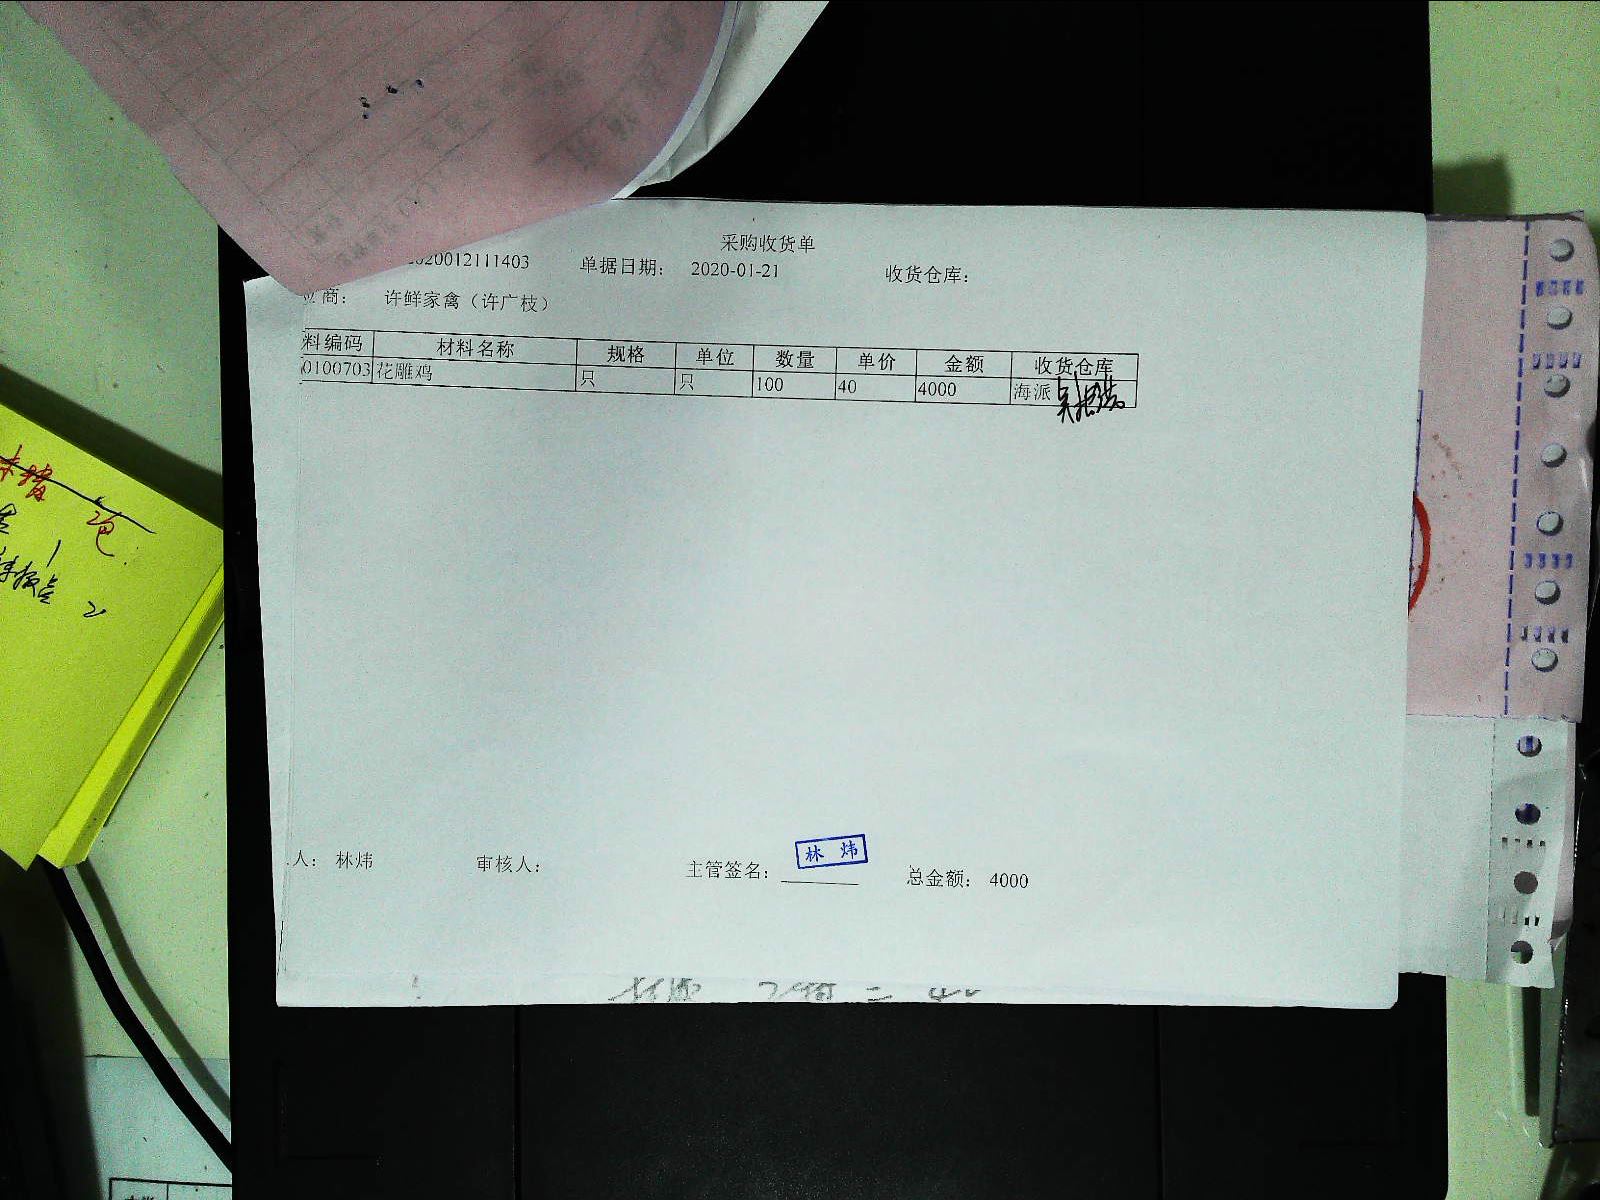 采购收货单
2020012111403 单据日期： 2020-01-21 收货仓库：
应商： 许鲜家禽（许广枝）
料编码 材料名称 规格 单位 数量 单价 金额 收货仓库
0100703 花雕鸡 只 只 100 40 4000 海派
人： 林炜 审核人： 主管签名： 林 炜 总金额： 4000